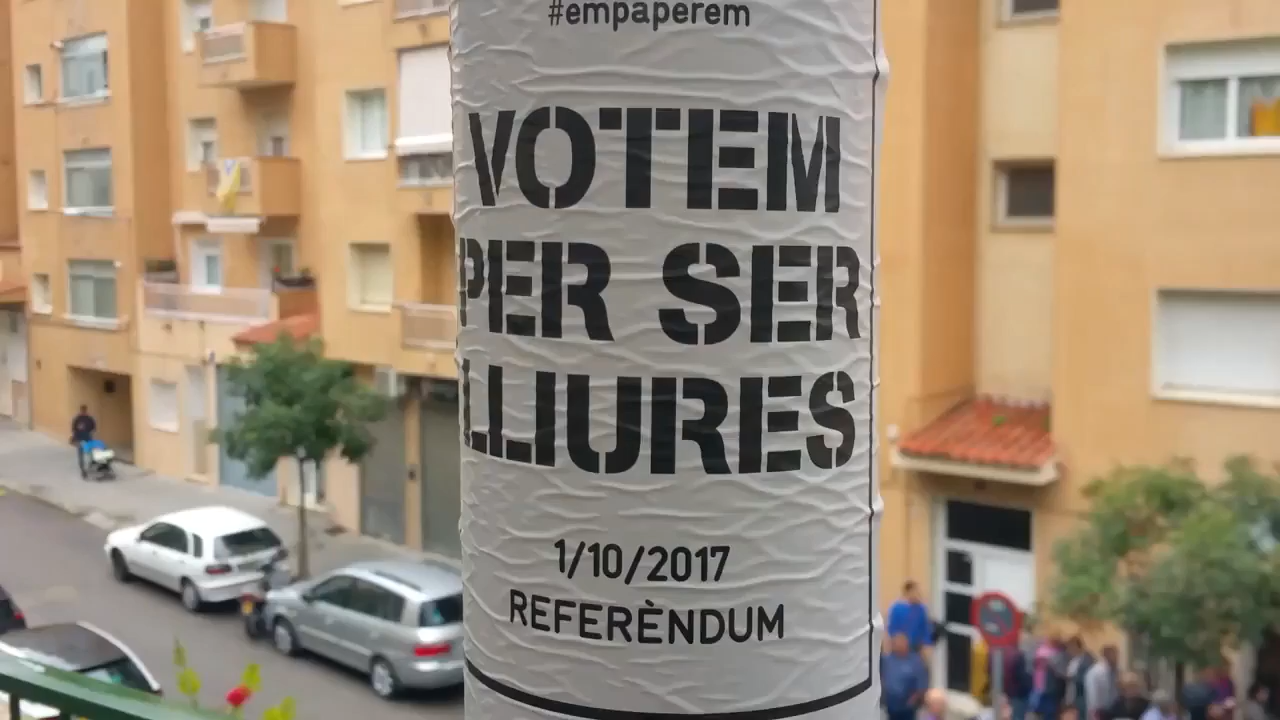 #empaperem
VOTEM
PER SER
LLIURES
1/10/2017
REFERÈNDUM